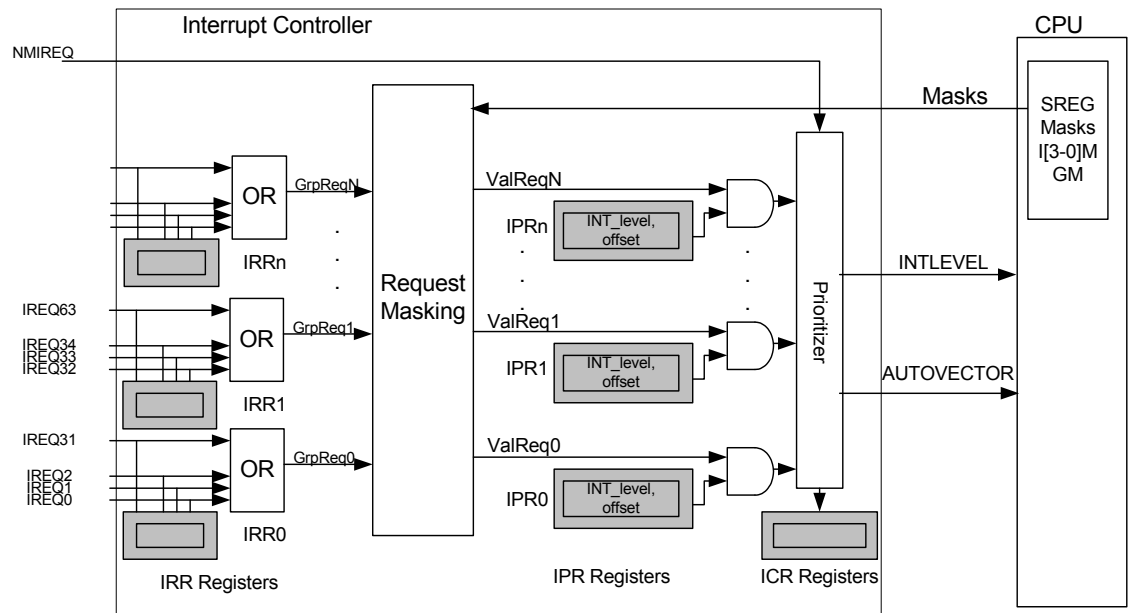 Interrupt Controller
CPU
NMIREQ
Masks
SREG
Masks
I[3-0]M
GM
OR
GrpReqN
ValReqN
IPRn
INT_level,
offset
IRRn
Request
Masking
Prioritizer
INTLEVEL
IREQ63
IREQ34
IREQ33
IREQ32
OR
GrpReq1
ValReq1
IPR1
INT_level,
offset
IRR1
AUTOVECTOR
IREQ31
IREQ2
IREQ1
IREQ0
OR
GrpReq0
ValReq0
IPR0
INT_level,
offset
IRR0
IRR Registers
IPR Registers
ICR Registers